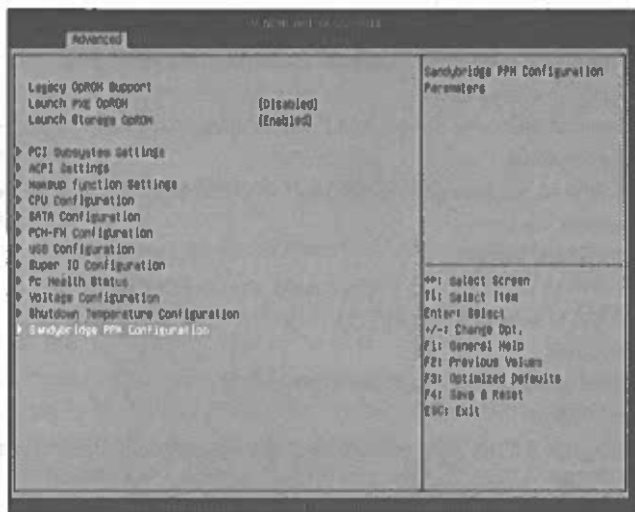 Advanced
Legacy OpROM Support
Launch PXE OpROM [Disabled]
Launch Storage OpROM [Enabled]
PCI Subsystem Settings
ACPI Settings
Wakeup function Settings
CPU Configuration
SATA Configuration
PCH-FW Configuration
USB Configuration
Super IO Configuration
Pc Health Status
Voltage Configuration
Shutdown Temperature Configuration
Sandybridge PPM Configuration
Sandybridge PPM Configuration
Parameters
Select Screen
Select Item
Enter: Select
+/-: Change Opt.
F1: General Help
F2: Previous Values
F3: Optimized Defaults
F4: Save & Reset
ESC: Exit